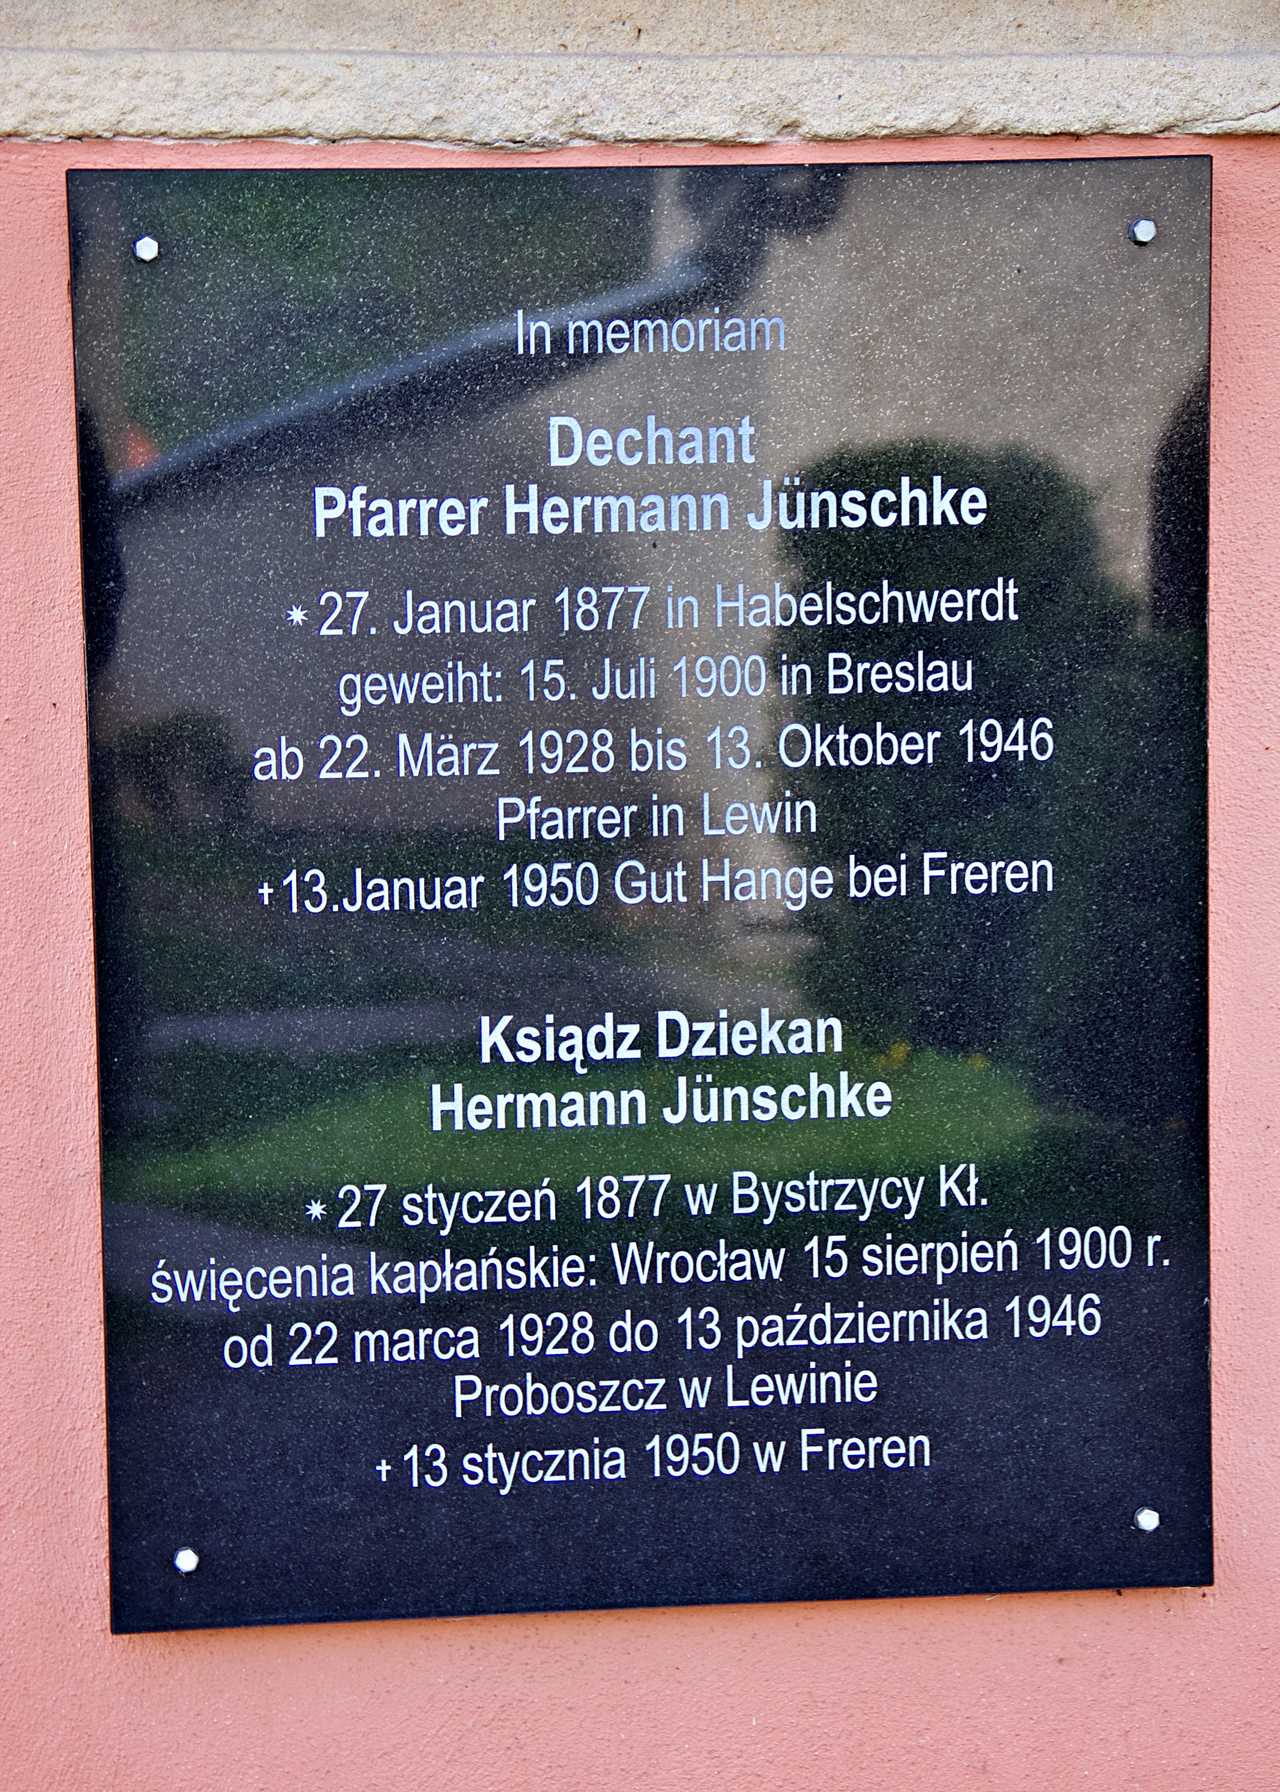 In memoriam
Dechant
Pfarrer Hermann Jünschke
✷ 27. Januar 1877 in Habelschwerdt
geweiht: 15. Juli 1900 in Breslau
ab 22. März 1928 bis 13. Oktober 1946
Pfarrer in Lewin
✝13.Januar 1950 Gut Hange bei Freren
Ksiądz Dziekan
Hermann Jünschke
✷ 27 styczeń 1877 w Bystrzycy Kł.
święcenia kapłańskie: Wrocław 15 sierpień 1900 r.
od 22 marca 1928 do 13 października 1946
Proboszcz w Lewinie
✝13 stycznia 1950 w Freren